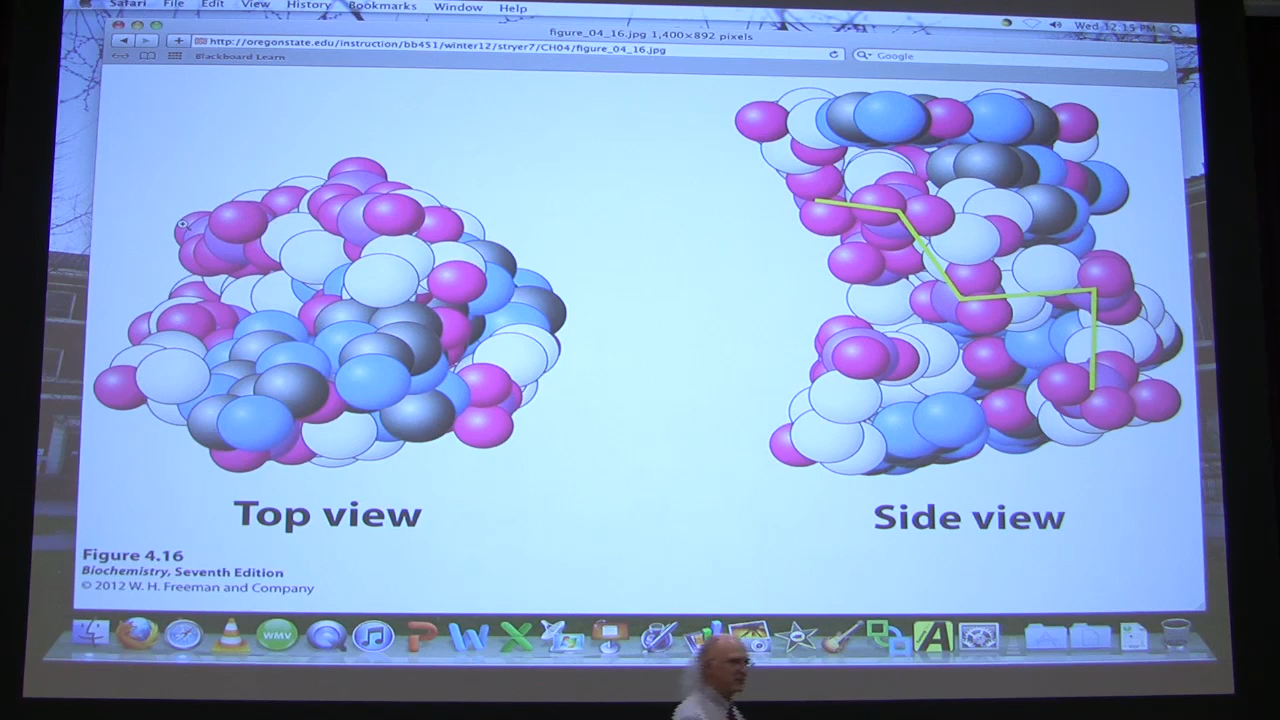 Safari File Edit View History Bookmarks Window Help
Wed 12:15 PM
figure_04_16.jpg 1,400×892 pixels
http://oregonstate.edu/instruction/bb451/winter12/stryer7/CH04/figure_04_16.jpg
Google
Blackboard Learn
Top view
Side view
Figure 4.16
Biochemistry, Seventh Edition
© 2012 W. H. Freeman and Company
WMV